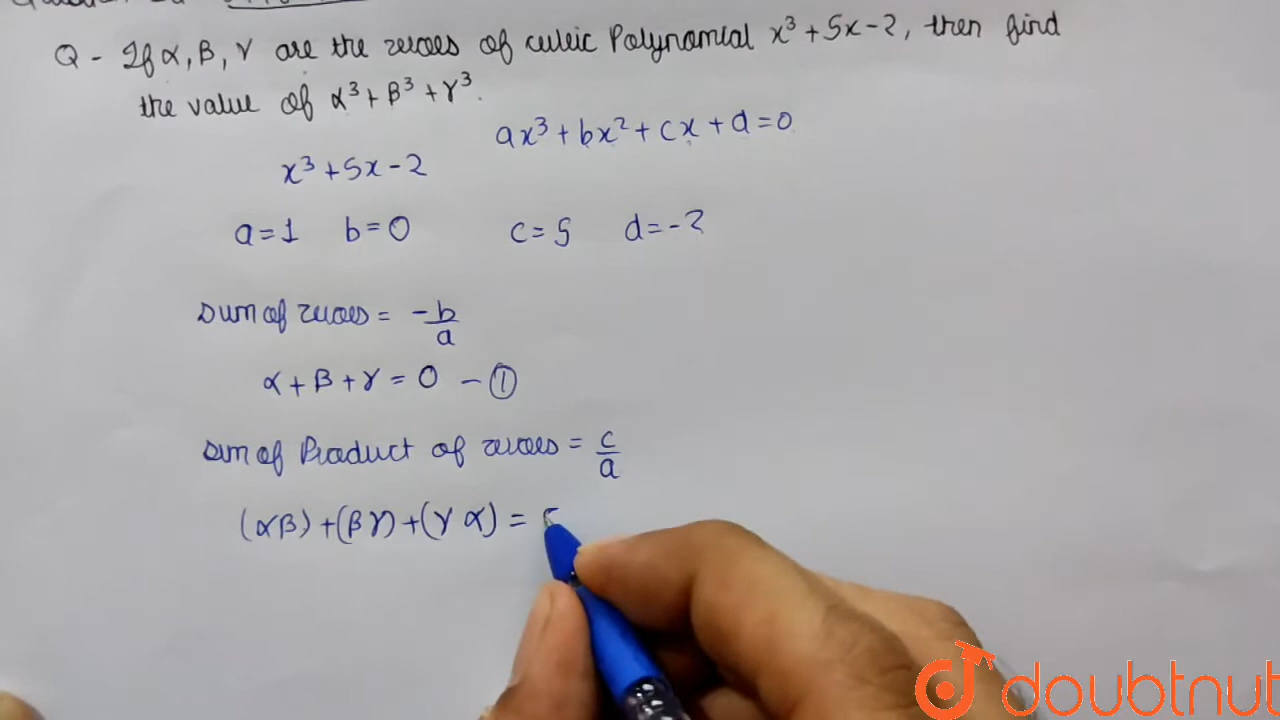 Q - If α, β, γ are the zeroes of cubic Polynomial x³ + 5x - 2, then find
the value of α³ + β³ + γ³.
ax³ + bx² + cx + d = 0
x³ + 5x - 2
a = 1 b = 0 c = 5 d = -2
Sum of zeroes = -b/a
α + β + γ = 0 - ①
Sum of Product of zeroes = c/a
(αβ) + (βγ) + (γα) =
doubtnut